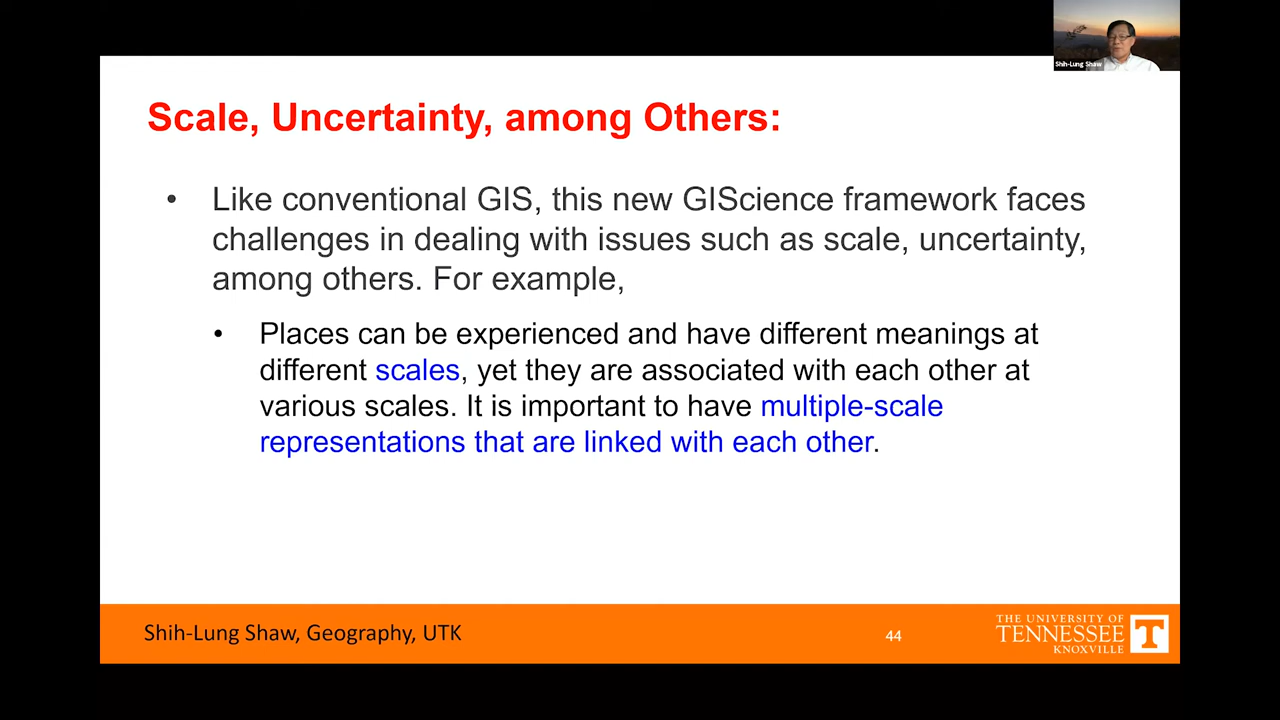 Shih-Lung Shaw
Scale, Uncertainty, among Others:
• Like conventional GIS, this new GIScience framework faces
challenges in dealing with issues such as scale, uncertainty,
among others. For example,
• Places can be experienced and have different meanings at
different scales, yet they are associated with each other at
various scales. It is important to have multiple-scale
representations that are linked with each other.
Shih-Lung Shaw, Geography, UTK
44
THE UNIVERSITY OF
TENNESSEE
KNOXVILLE
T